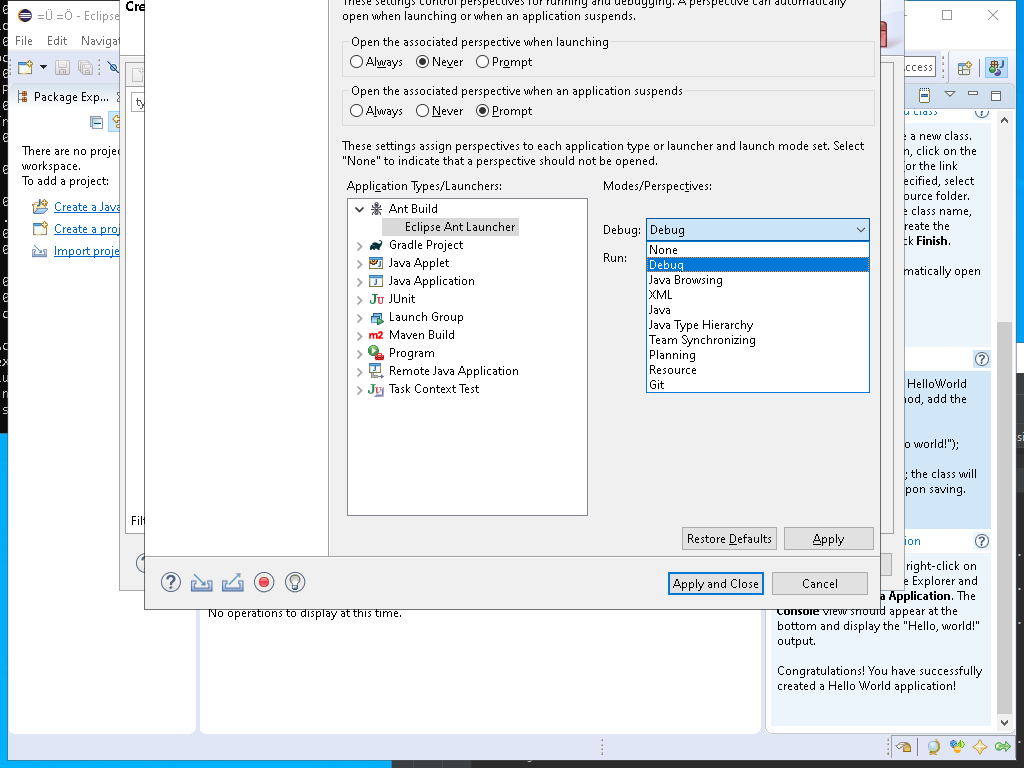 =Ü =Ö - Eclipse
Cre
File Edit Navigat
Package Exp...
There are no proje
workspace.
To add a project:
Create a Java
Create a proj
Import proje
ty
Filt
These settings control perspectives for running and debugging. A perspective can automatically
open when launching or when an application suspends.
Open the associated perspective when launching
Always Never Prompt
Open the associated perspective when an application suspends
Always Never Prompt
These settings assign perspectives to each application type or launcher and launch mode set. Select
"None" to indicate that a perspective should not be opened.
Application Types/Launchers:
Modes/Perspectives:
Ant Build
Eclipse Ant Launcher
Gradle Project
Java Applet
Java Application
JUnit
Launch Group
Maven Build
Program
Remote Java Application
Task Context Test
Debug: Debug
Run:
None
Debug
Java Browsing
XML
Java
Java Type Hierarchy
Team Synchronizing
Planning
Resource
Git
Restore Defaults Apply
Apply and Close Cancel
No operations to display at this time.
ccess
u class
e a new class.
n, click on the
for the link
ecified, select
ource folder.
e class name,
create the
ck Finish.
matically open
HelloWorld
hod, add the
o world!");
; the class will
pon saving.
ion
right-click on
e Explorer and
a Application. The
Console view should appear at the
bottom and display the "Hello, world!"
output.
Congratulations! You have successfully
created a Hello World application!